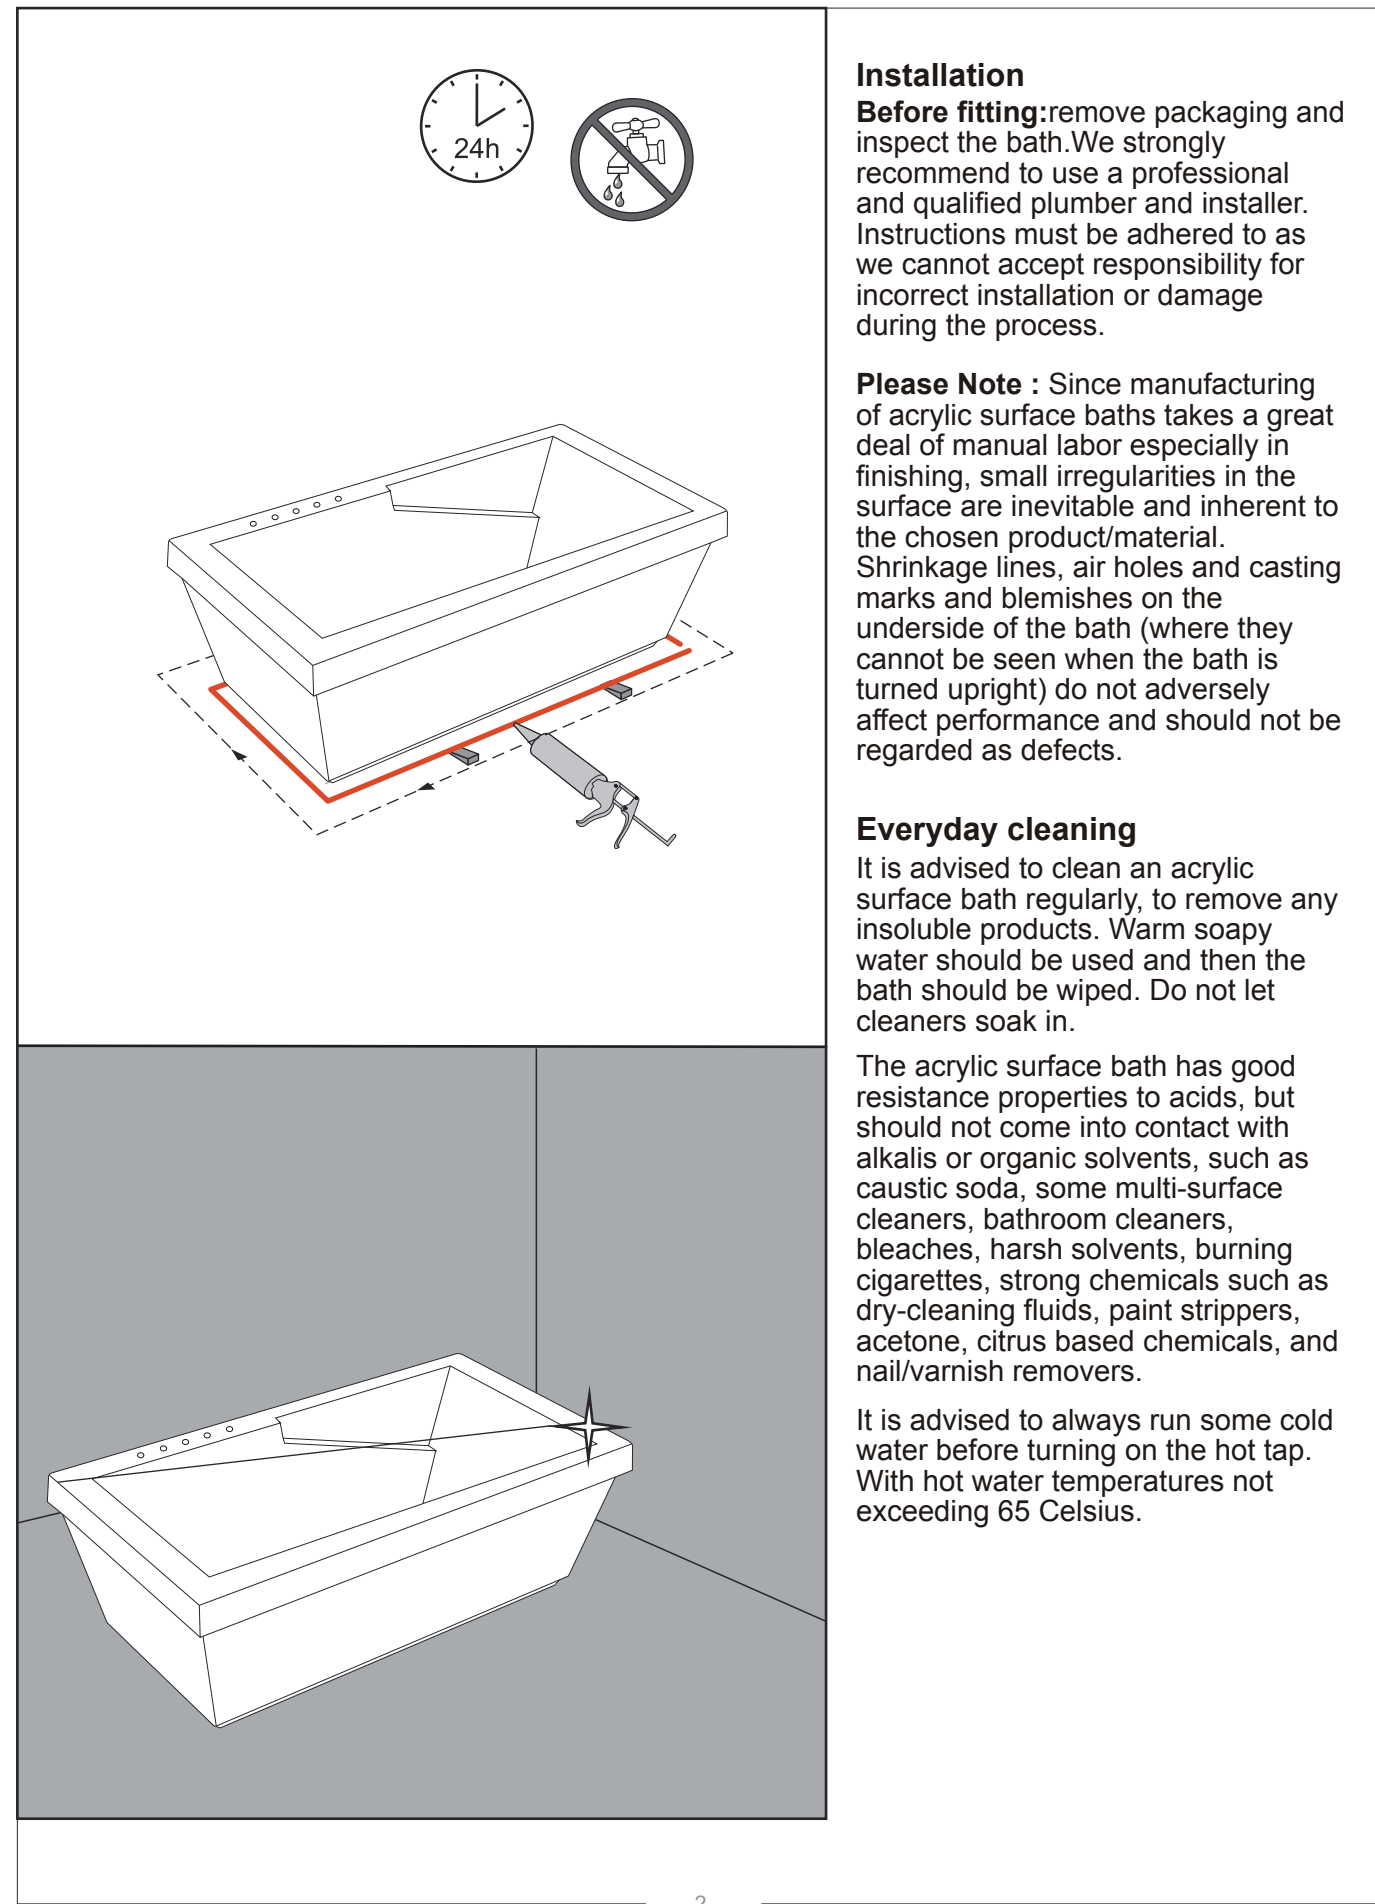 24h
Installation
Before fitting:remove packaging and
inspect the bath.We strongly
recommend to use a professional
and qualified plumber and installer.
Instructions must be adhered to as
we cannot accept responsibility for
incorrect installation or damage
during the process.
Please Note : Since manufacturing
of acrylic surface baths takes a great
deal of manual labor especially in
finishing, small irregularities in the
surface are inevitable and inherent to
the chosen product/material.
Shrinkage lines, air holes and casting
marks and blemishes on the
underside of the bath (where they
cannot be seen when the bath is
turned upright) do not adversely
affect performance and should not be
regarded as defects.
Everyday cleaning
It is advised to clean an acrylic
surface bath regularly, to remove any
insoluble products. Warm soapy
water should be used and then the
bath should be wiped. Do not let
cleaners soak in.
The acrylic surface bath has good
resistance properties to acids, but
should not come into contact with
alkalis or organic solvents, such as
caustic soda, some multi-surface
cleaners, bathroom cleaners,
bleaches, harsh solvents, burning
cigarettes, strong chemicals such as
dry-cleaning fluids, paint strippers,
acetone, citrus based chemicals, and
nail/varnish removers.
It is advised to always run some cold
water before turning on the hot tap.
With hot water temperatures not
exceeding 65 Celsius.
2